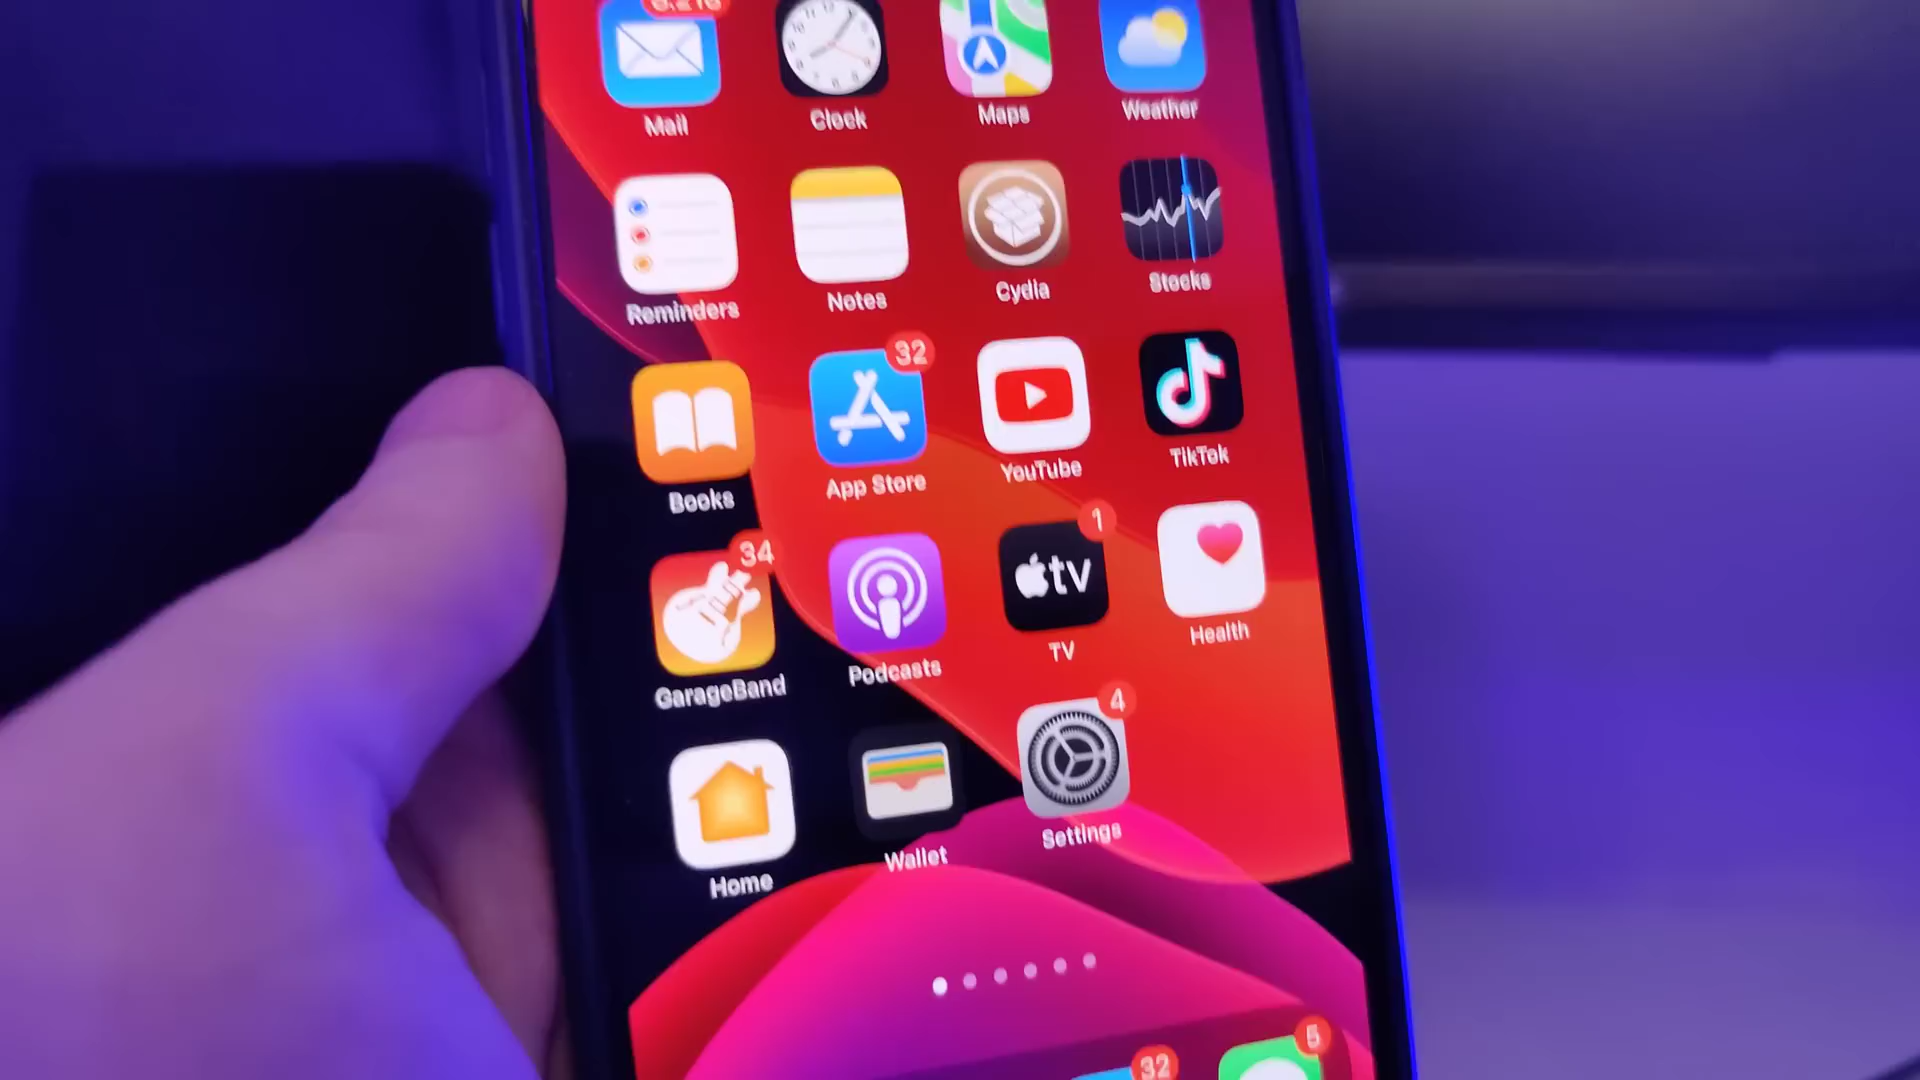 Mail
Clock
Maps
Weather
Reminders
Notes
Cydia
Stocks
32
Books
App Store
YouTube
TikTok
34
1
tv
GarageBand
Podcasts
TV
Health
4
Home
Wallet
Settings
32
5